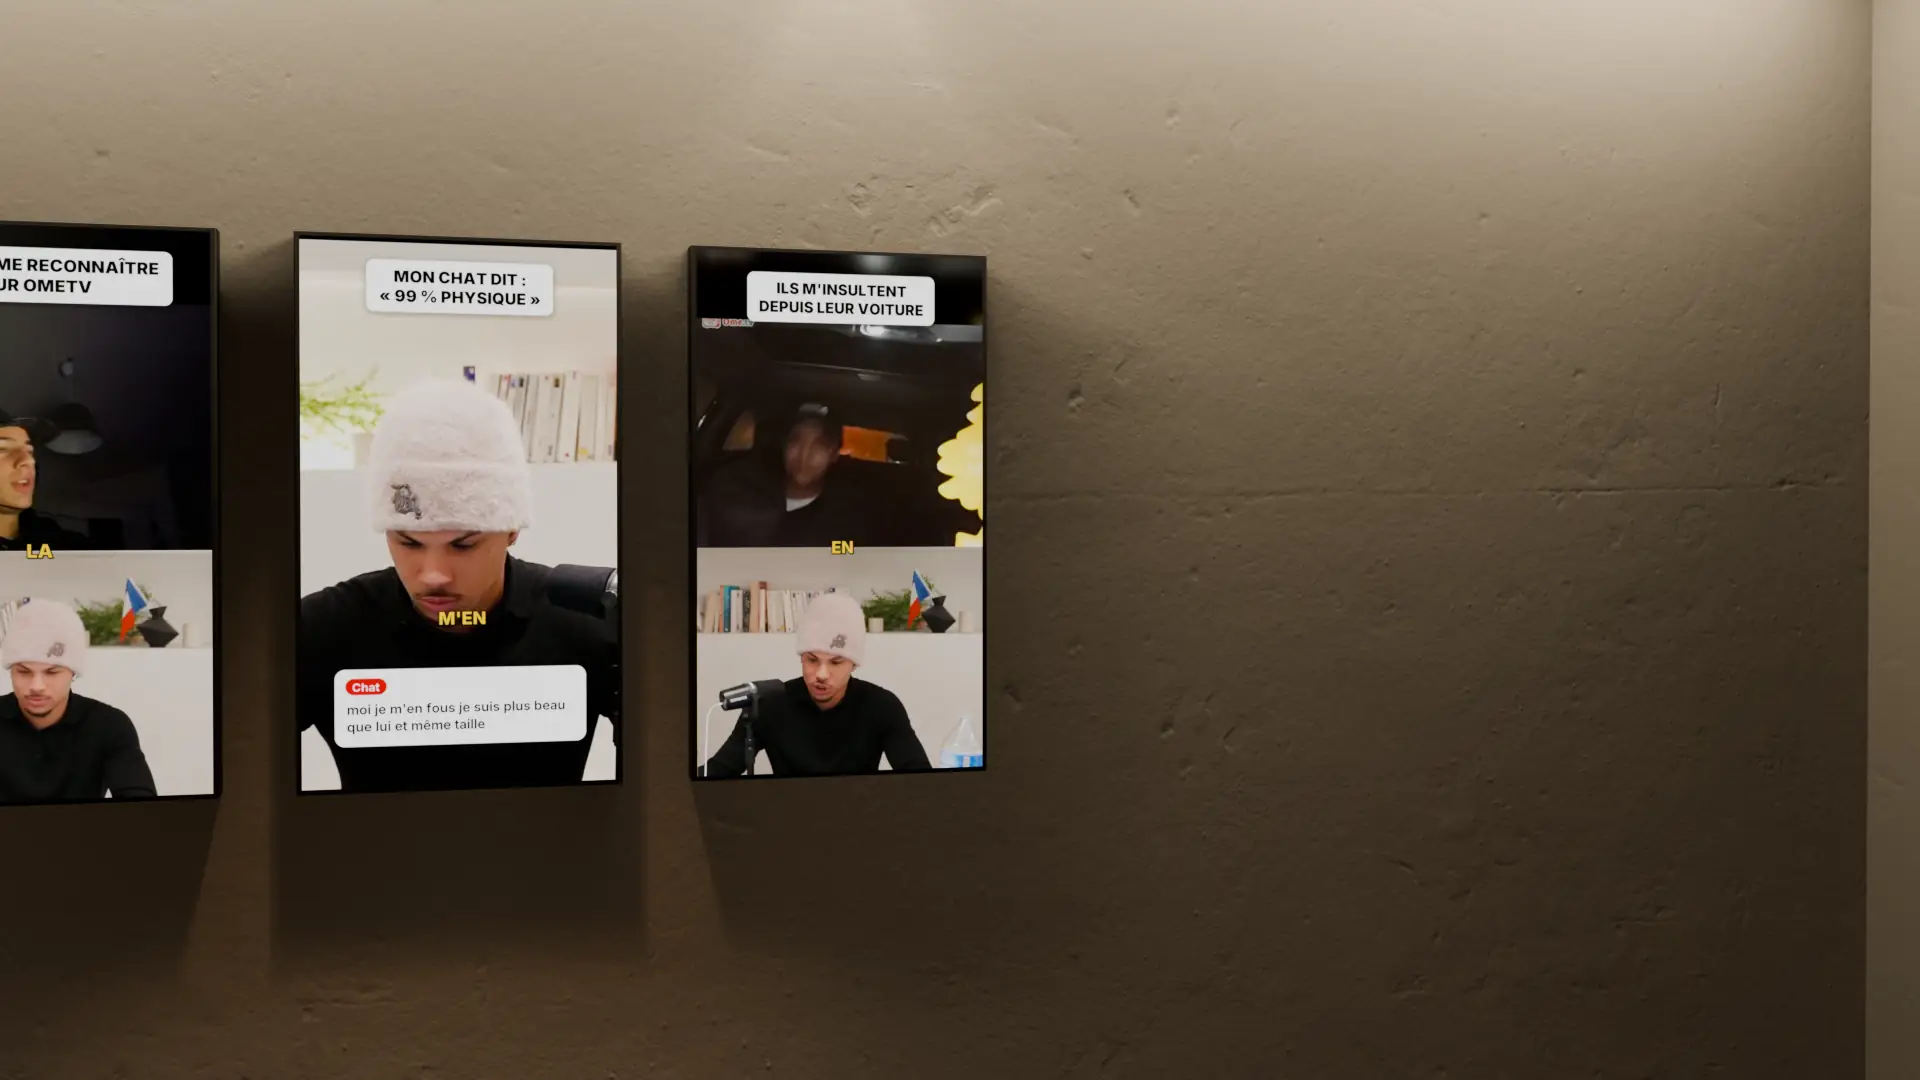 ME RECONNAÎTRE
UR OMETV
LA
MON CHAT DIT :
« 99 % PHYSIQUE »
M'EN
Chat
moi je m'en fous je suis plus beau
que lui et même taille
ILS M'INSULTENT
DEPUIS LEUR VOITURE
EN